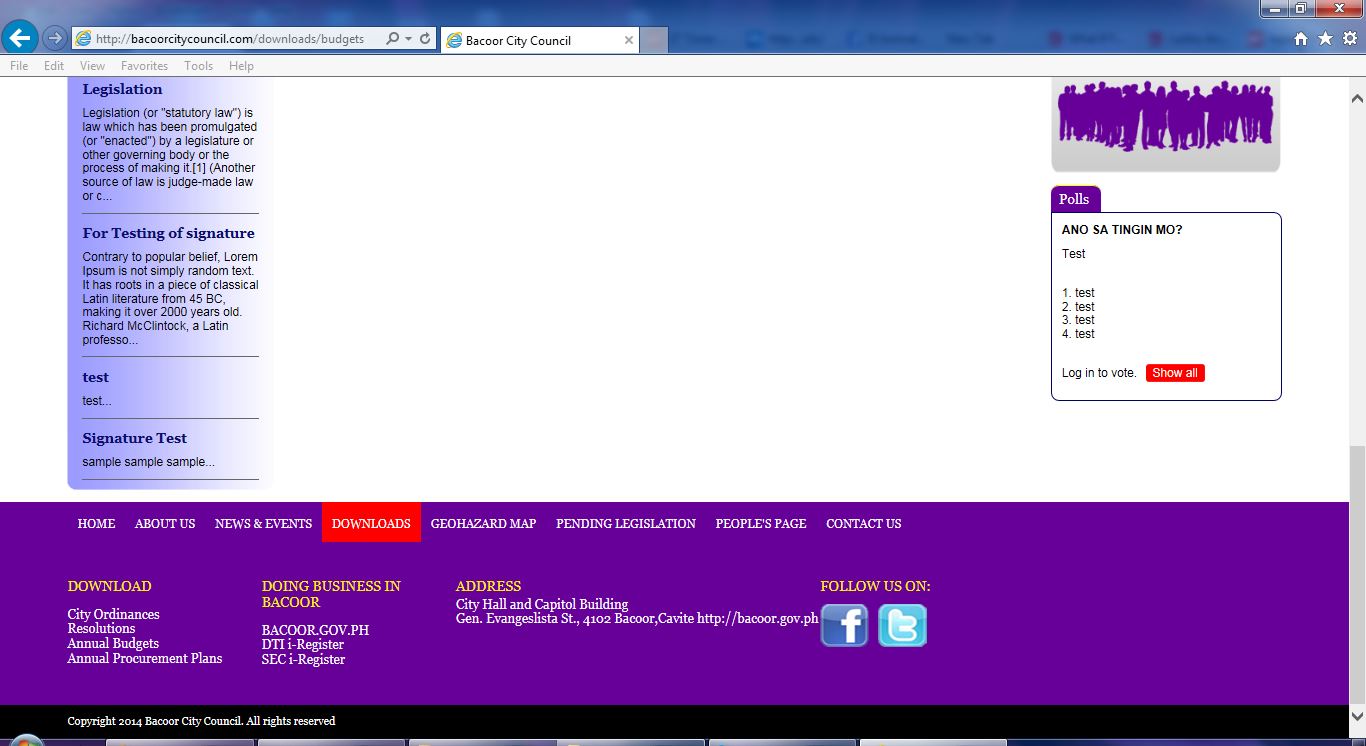 http://bacoorcitycouncil.com/downloads/budgets
Bacoor City Council
File Edit View Favorites Tools Help
Legislation
Legislation (or "statutory law") is
law which has been promulgated
(or "enacted") by a legislature or
other governing body or the
process of making it.[1] (Another
source of law is judge-made law
or c...
For Testing of signature
Contrary to popular belief, Lorem
Ipsum is not simply random text.
It has roots in a piece of classical
Latin literature from 45 BC,
making it over 2000 years old.
Richard McClintock, a Latin
professo...
test
test...
Signature Test
sample sample sample...
Polls
ANO SA TINGIN MO?
Test
1. test
2. test
3. test
4. test
Log in to vote. Show all
HOME ABOUT US NEWS & EVENTS DOWNLOADS GEOHAZARD MAP PENDING LEGISLATION PEOPLE'S PAGE CONTACT US
DOWNLOAD
City Ordinances
Resolutions
Annual Budgets
Annual Procurement Plans
DOING BUSINESS IN
BACOOR
BACOOR.GOV.PH
DTI i-Register
SEC i-Register
ADDRESS
City Hall and Capitol Building
Gen. Evangeslista St., 4102 Bacoor,Cavite http://bacoor.gov.ph
FOLLOW US ON:
Copyright 2014 Bacoor City Council. All rights reserved